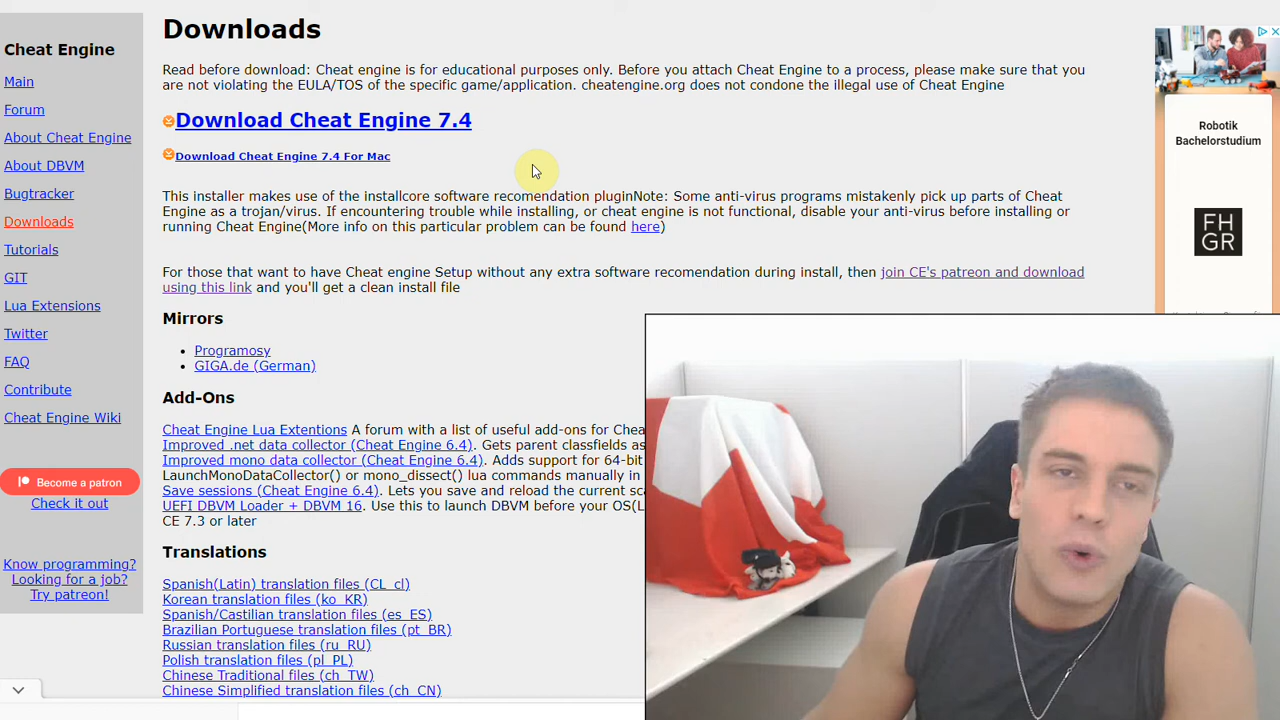 Cheat Engine
Main
Forum
About Cheat Engine
About DBVM
Bugtracker
Downloads
Tutorials
GIT
Lua Extensions
Twitter
FAQ
Contribute
Cheat Engine Wiki
Become a patron
Check it out
Know programming?
Looking for a job?
Try patreon!
Downloads
Read before download: Cheat engine is for educational purposes only. Before you attach Cheat Engine to a process, please make sure that you
are not violating the EULA/TOS of the specific game/application. cheatengine.org does not condone the illegal use of Cheat Engine
Download Cheat Engine 7.4
Download Cheat Engine 7.4 For Mac
This installer makes use of the installcore software recomendation pluginNote: Some anti-virus programs mistakenly pick up parts of Cheat
Engine as a trojan/virus. If encountering trouble while installing, or cheat engine is not functional, disable your anti-virus before installing or
running Cheat Engine(More info on this particular problem can be found here)
For those that want to have Cheat engine Setup without any extra software recomendation during install, then join CE's patreon and download
using this link and you'll get a clean install file
Mirrors
Programosy
GIGA.de (German)
Add-Ons
Cheat Engine Lua Extentions A forum with a list of useful add-ons for Chea
Improved .net data collector (Cheat Engine 6.4). Gets parent classfields as
Improved mono data collector (Cheat Engine 6.4). Adds support for 64-bit
LaunchMonoDataCollector() or mono_dissect() lua commands manually in
Save sessions (Cheat Engine 6.4). Lets you save and reload the current sca
UEFI DBVM Loader + DBVM 16. Use this to launch DBVM before your OS(L
CE 7.3 or later
Translations
Spanish(Latin) translation files (CL_cl)
Korean translation files (ko_KR)
Spanish/Castilian translation files (es_ES)
Brazilian Portuguese translation files (pt_BR)
Russian translation files (ru_RU)
Polish translation files (pl_PL)
Chinese Traditional files (ch_TW)
Chinese Simplified translation files (ch_CN)
Robotik
Bachelorstudium
FH
GR